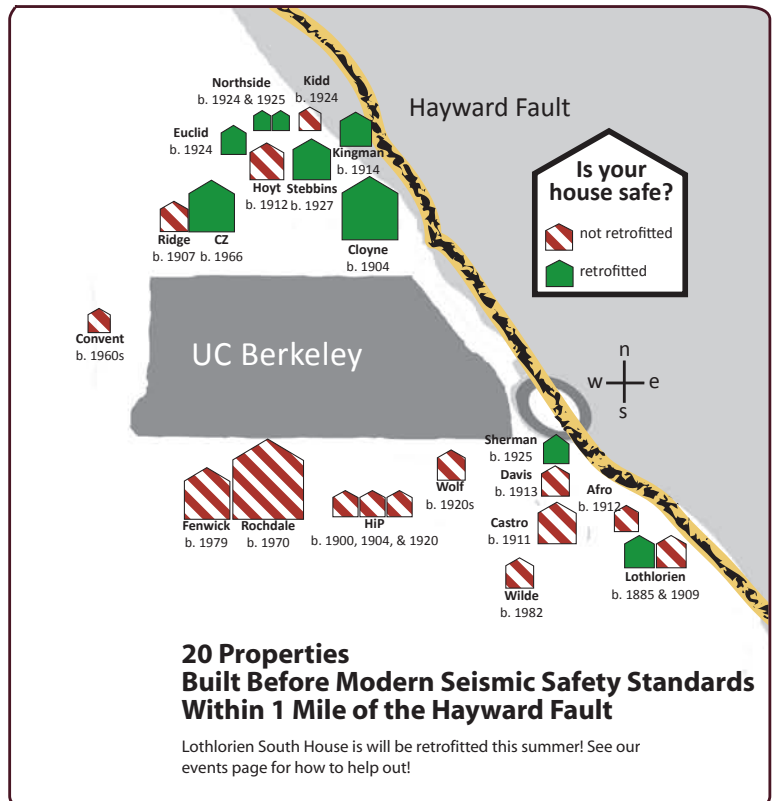 Northside
b. 1924 & 1925
Kidd
b. 1924
Hayward Fault
Euclid
b. 1924
Kingman
b. 1914
Hoyt
b. 1912
Stebbins
b. 1927
Is your
house safe?
not retrofitted
retrofitted
Ridge
b. 1907
CZ
b. 1966
Cloyne
b. 1904
Convent
b. 1960s
UC Berkeley
n
w
e
s
Sherman
b. 1925
Davis
b. 1913
Afro
b. 1912
Wolf
b. 1920s
Castro
b. 1911
Fenwick
b. 1979
Rochdale
b. 1970
HiP
b. 1900, 1904, & 1920
Lothlorien
b. 1885 & 1909
Wilde
b. 1982
20 Properties
Built Before Modern Seismic Safety Standards
Within 1 Mile of the Hayward Fault
Lothlorien South House is will be retrofitted this summer! See our
events page for how to help out!